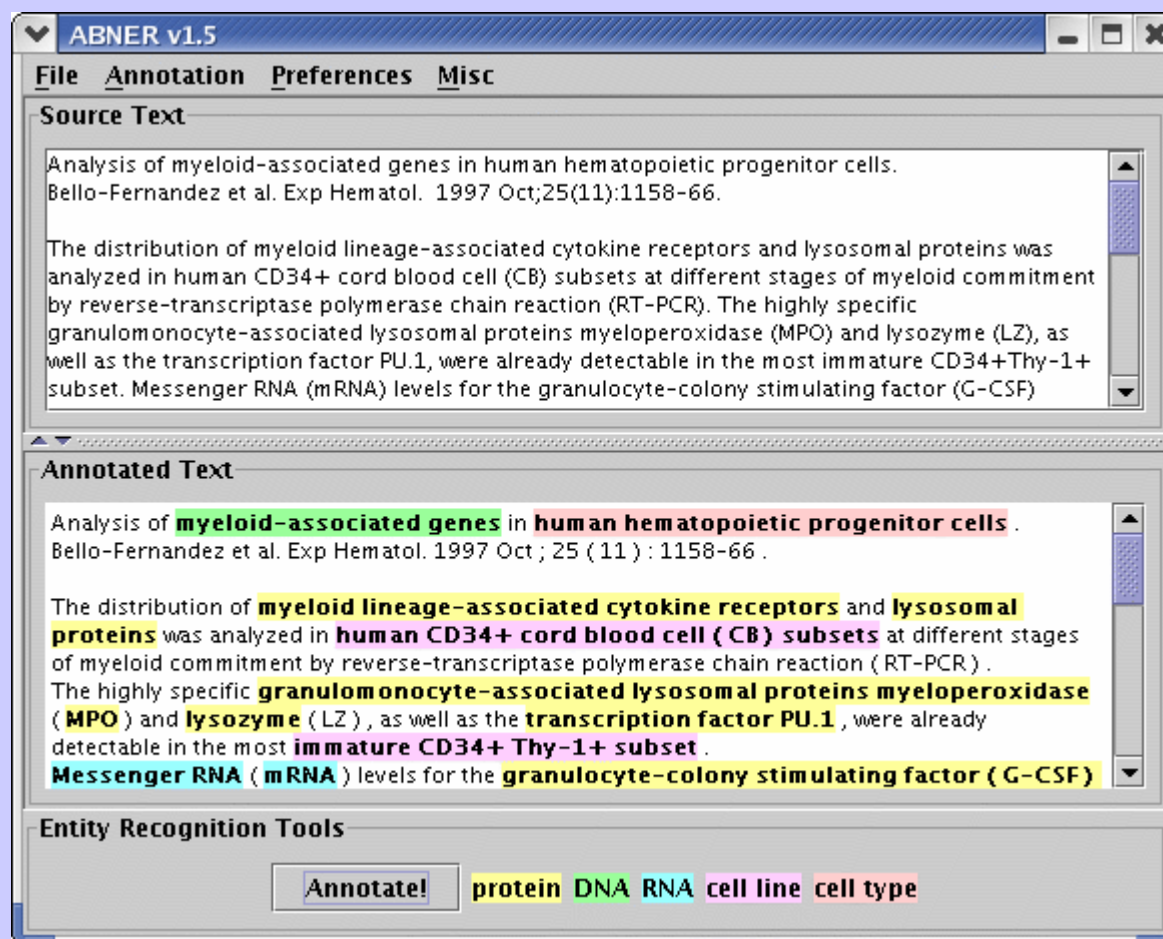 ABNER v1.5
File Annotation Preferences Misc
Source Text
Analysis of myeloid-associated genes in human hematopoietic progenitor cells.
Bello-Fernandez et al. Exp Hematol.  1997 Oct;25(11):1158-66.
The distribution of myeloid lineage-associated cytokine receptors and lysosomal proteins was
analyzed in human CD34+ cord blood cell (CB) subsets at different stages of myeloid commitment
by reverse-transcriptase polymerase chain reaction (RT-PCR). The highly specific
granulomonocyte-associated lysosomal proteins myeloperoxidase (MPO) and lysozyme (LZ), as
well as the transcription factor PU.1, were already detectable in the most immature CD34+Thy-1+
subset. Messenger RNA (mRNA) levels for the granulocyte-colony stimulating factor (G-CSF)
Annotated Text
Analysis of myeloid-associated genes in human hematopoietic progenitor cells .
Bello-Fernandez et al. Exp Hematol. 1997 Oct ; 25 ( 11 ) : 1158-66 .
The distribution of myeloid lineage-associated cytokine receptors and lysosomal
proteins was analyzed in human CD34+ cord blood cell ( CB ) subsets at different stages
of myeloid commitment by reverse-transcriptase polymerase chain reaction ( RT-PCR ) .
The highly specific granulomonocyte-associated lysosomal proteins myeloperoxidase
( MPO ) and lysozyme ( LZ ) , as well as the transcription factor PU.1 , were already
detectable in the most immature CD34+ Thy-1+ subset .
Messenger RNA ( mRNA ) levels for the granulocyte-colony stimulating factor ( G-CSF )
Entity Recognition Tools
Annotate! protein DNA RNA cell line cell type